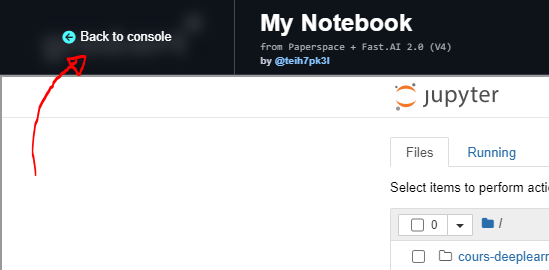 Back to console
My Notebook
from Paperspace + Fast.AI 2.0 (V4)
by @teih7pk3l
jupyter
Files Running
Select items to perform actio
0 /
cours-deeplearn